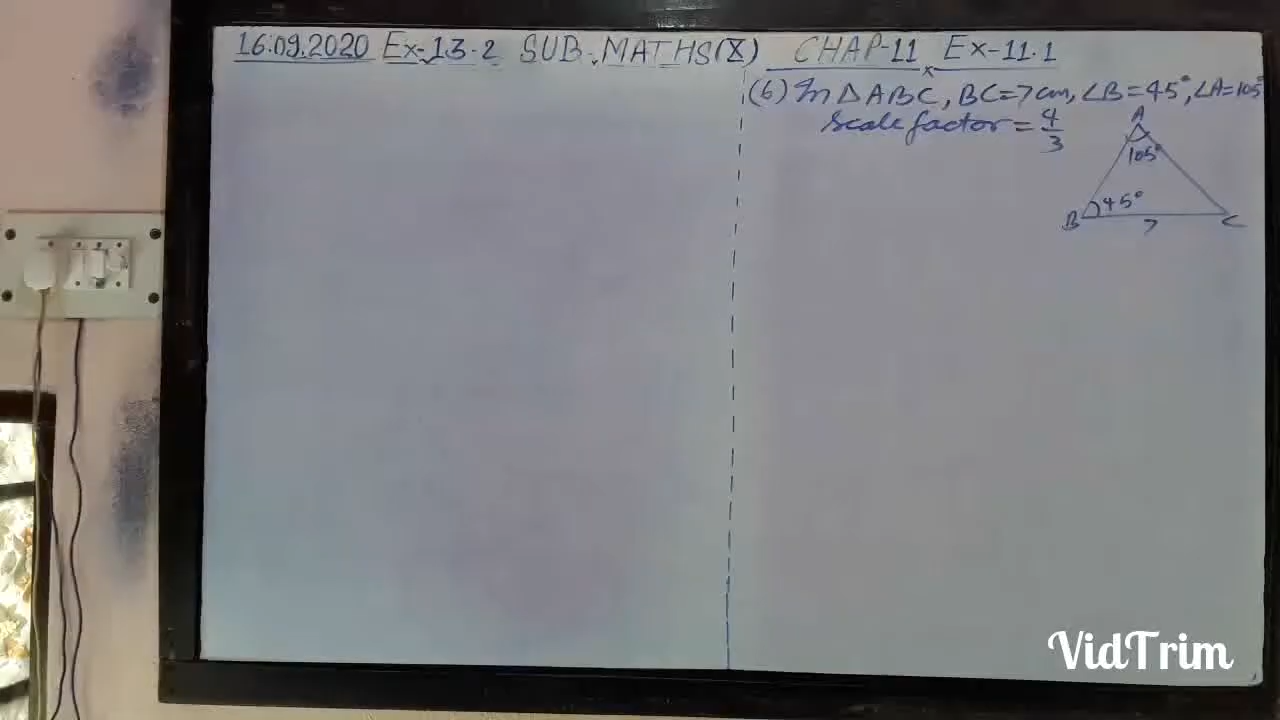 16.09.2020 Ex-13.2 SUB.MATHS(X) CHAP-11 Ex-11.1
(6) In ΔABC, BC=7cm, ∠B=45°, ∠A=105°
Scale factor = 4/3
A
105°
45°
B 7 C
VidTrim